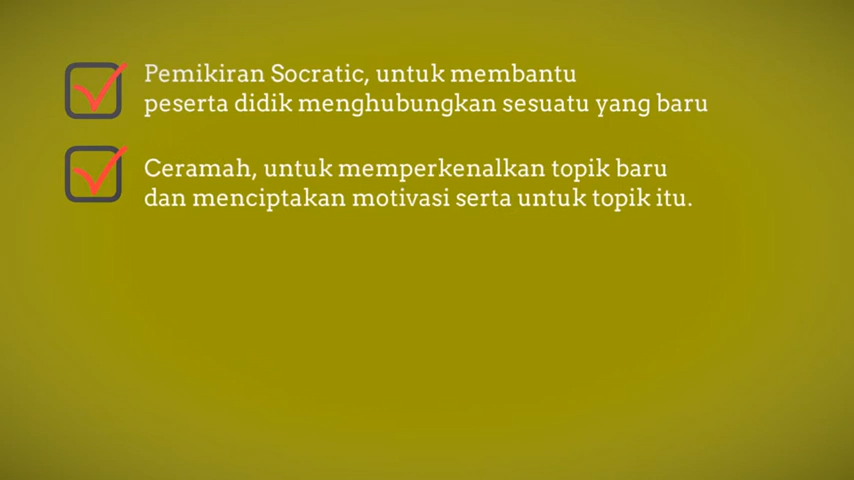 Pemikiran Socratic, untuk membantu
peserta didik menghubungkan sesuatu yang baru
Ceramah, untuk memperkenalkan topik baru
dan menciptakan motivasi serta untuk topik itu.